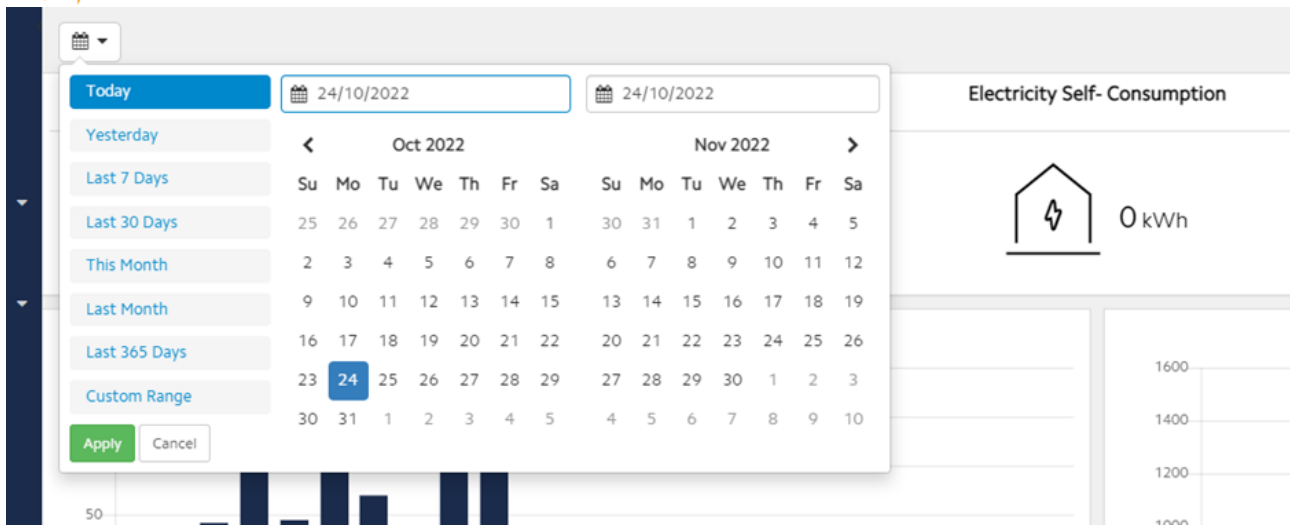 Today
24/10/2022
24/10/2022
Electricity Self- Consumption
Yesterday
Last 7 Days
Last 30 Days
This Month
Last Month
Last 365 Days
Custom Range
Apply
Cancel
Oct 2022
Su Mo Tu We Th Fr Sa
25 26 27 28 29 30 1
2 3 4 5 6 7 8
9 10 11 12 13 14 15
16 17 18 19 20 21 22
23 24 25 26 27 28 29
30 31 1 2 3 4 5
Nov 2022
Su Mo Tu We Th Fr Sa
30 31 1 2 3 4 5
6 7 8 9 10 11 12
13 14 15 16 17 18 19
20 21 22 23 24 25 26
27 28 29 30 1 2 3
4 5 6 7 8 9 10
0 kWh
50
1600
1400
1200
1000